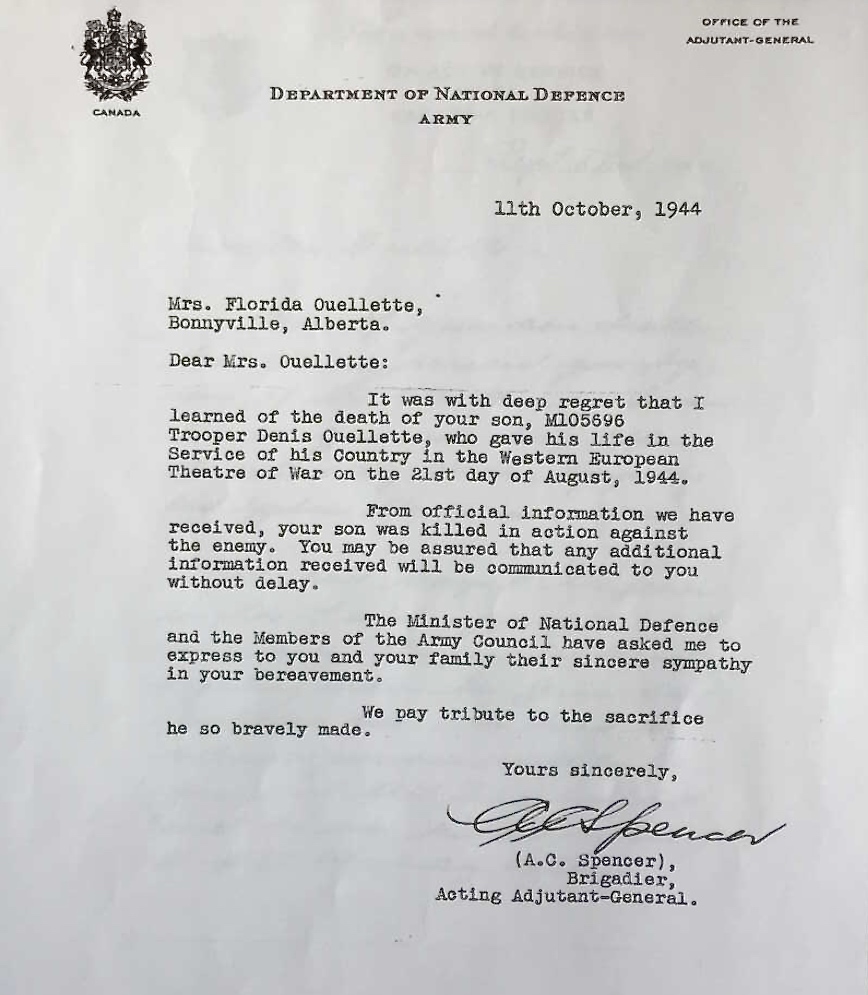 OFFICE OF THE
ADJUTANT-GENERAL
CANADA
DEPARTMENT OF NATIONAL DEFENCE
ARMY
11th October, 1944
Mrs. Florida Ouellette,
Bonnyville, Alberta.
Dear Mrs. Ouellette:
It was with deep regret that I
learned of the death of your son, M105696
Trooper Denis Ouellette, who gave his life in the
Service of his Country in the Western European
Theatre of War on the 21st day of August, 1944.
From official information we have
received, your son was killed in action against
the enemy. You may be assured that any additional
information received will be communicated to you
without delay.
The Minister of National Defence
and the Members of the Army Council have asked me to
express to you and your family their sincere sympathy
in your bereavement.
We pay tribute to the sacrifice
he so bravely made.
Yours sincerely,
ACSpencer
(A.C. Spencer),
Brigadier,
Acting Adjutant-General.